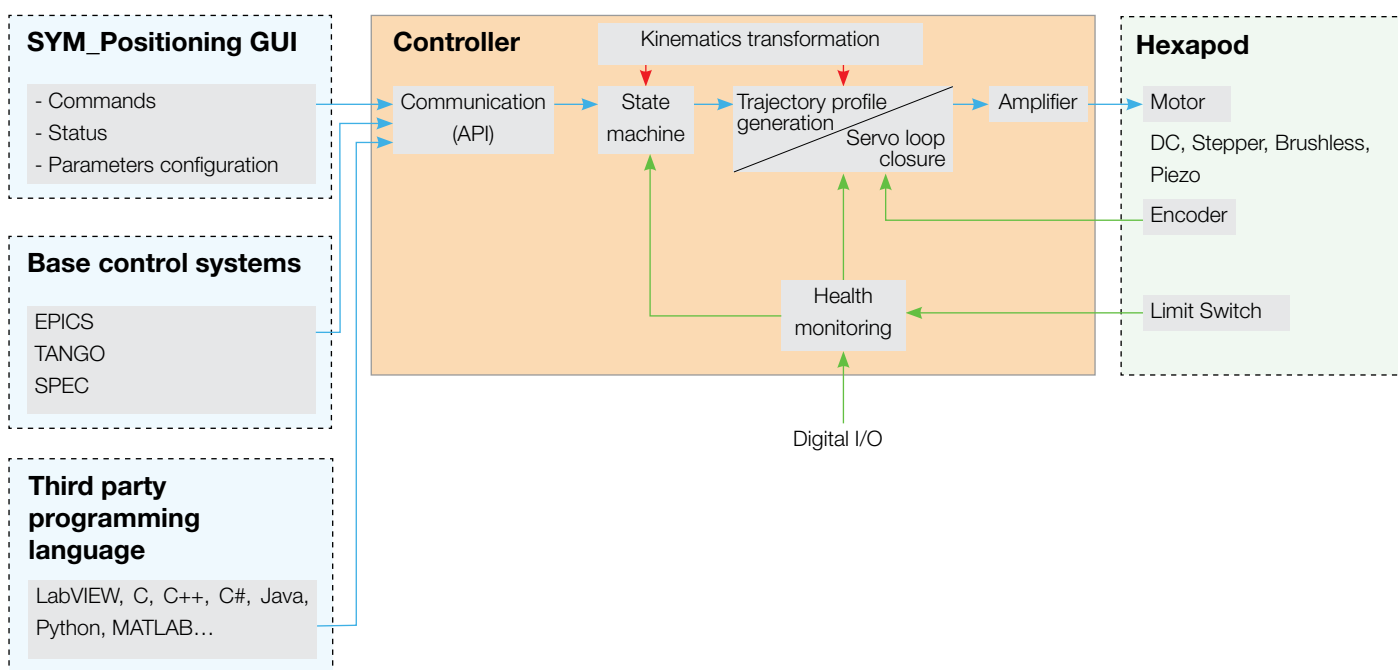 SYM_Positioning GUI
- Commands
- Status
- Parameters configuration
Base control systems
EPICS
TANGO
SPEC
Third party
programming
language
LabVIEW, C, C++, C#, Java,
Python, MATLAB...
Controller
Kinematics transformation
Communication
(API)
State
machine
Trajectory profile
generation
Servo loop
closure
Amplifier
Health
monitoring
Digital I/O
Hexapod
Motor
DC, Stepper, Brushless,
Piezo
Encoder
Limit Switch